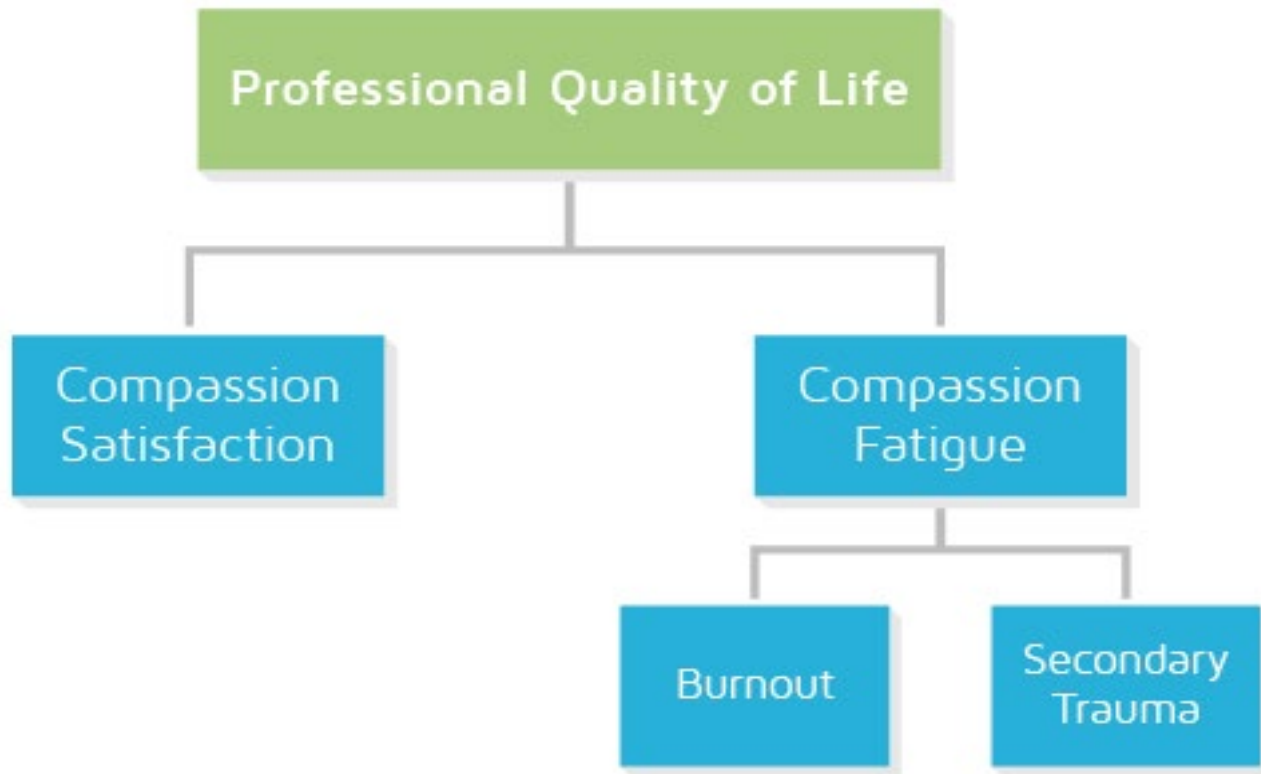 Professional Quality of Life
Compassion
Satisfaction
Compassion
Fatigue
Burnout
Secondary
Trauma